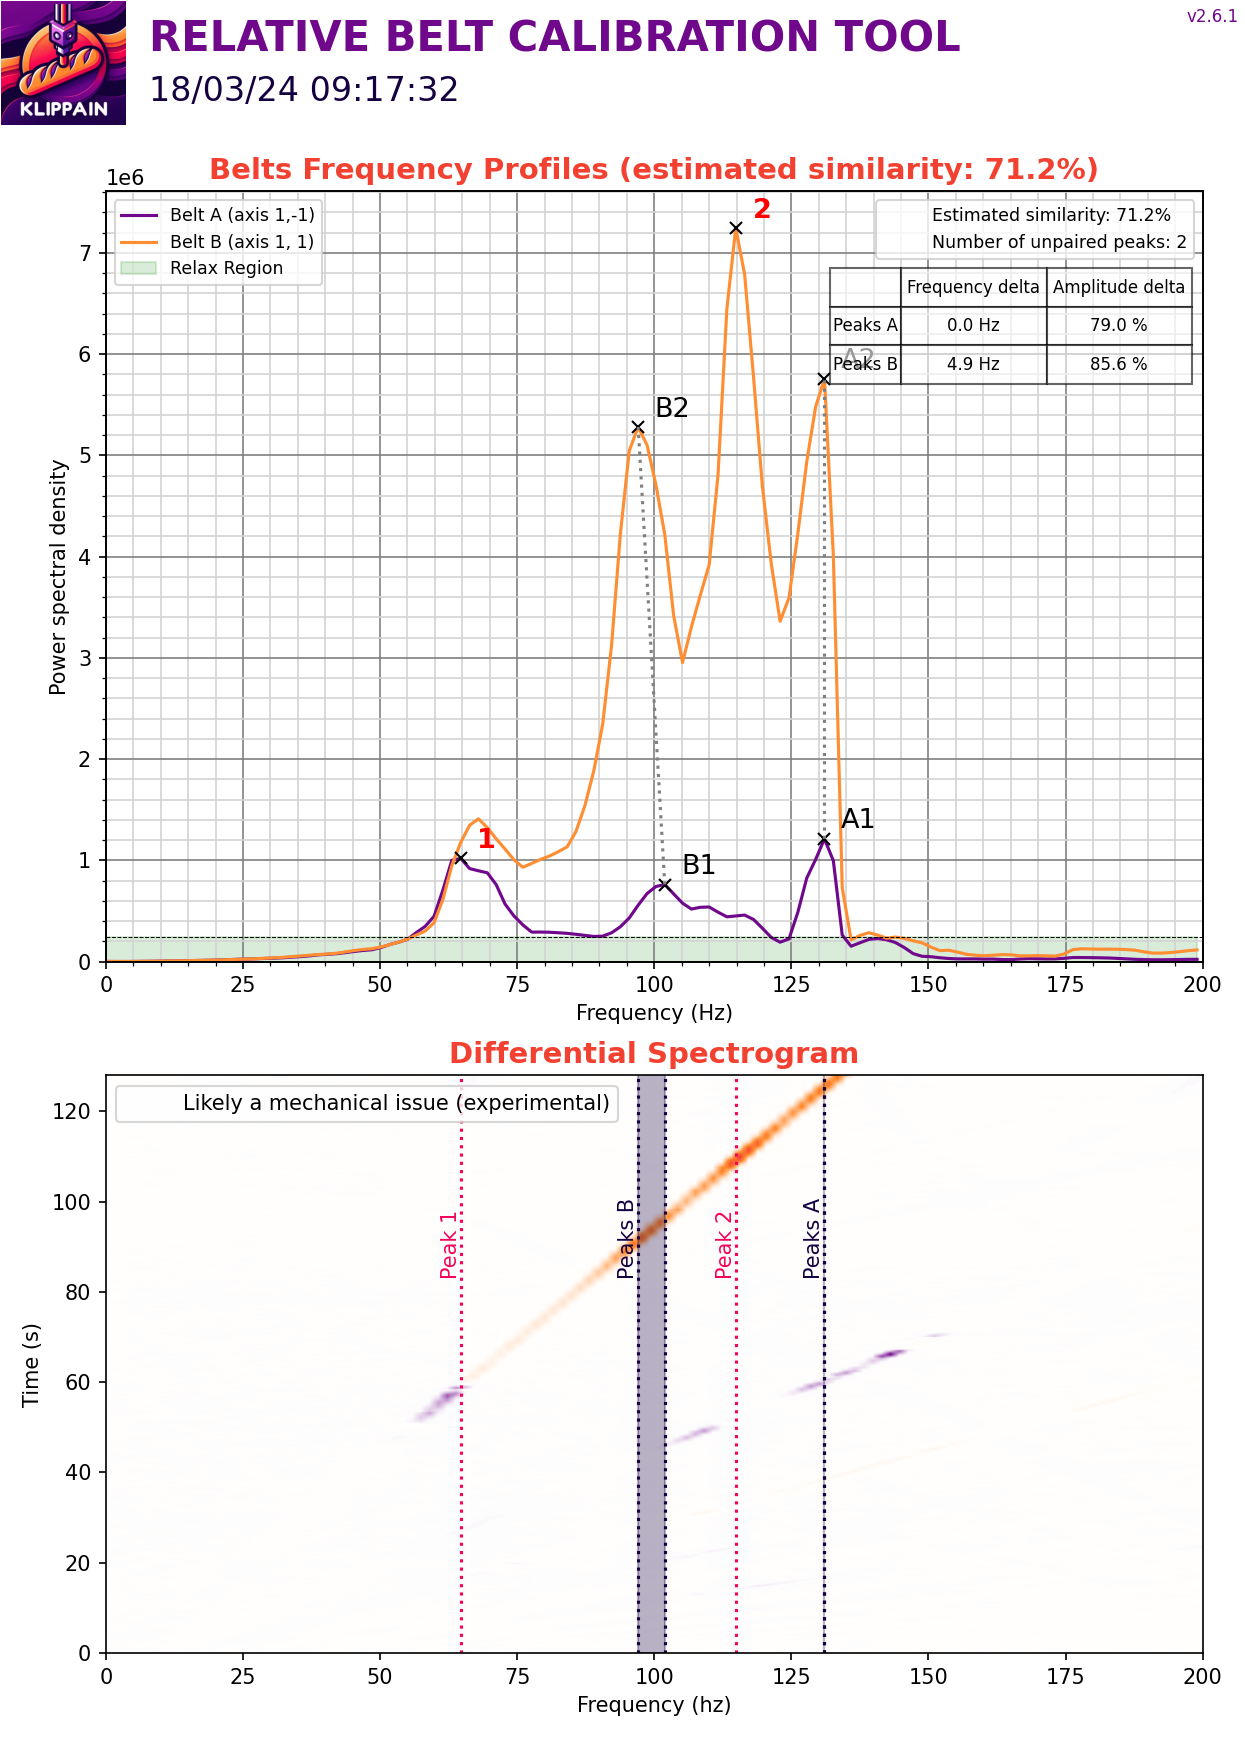 KLIPPAIN
RELATIVE BELT CALIBRATION TOOL
v2.6.1
18/03/24 09:17:32
Belts Frequency Profiles (estimated similarity: 71.2%)
1e6
Belt A (axis 1,-1)
Belt B (axis 1, 1)
Relax Region
Estimated similarity: 71.2%
Number of unpaired peaks: 2
Frequency delta Amplitude delta
Peaks A 0.0 Hz 79.0 %
Peaks B 4.9 Hz 85.6 %
2
A2
B2
A1
1
B1
7
6
5
4
3
2
1
0
Power spectral density
0 25 50 75 100 125 150 175 200
Frequency (Hz)
Differential Spectrogram
Likely a mechanical issue (experimental)
Peak 1
Peaks B
Peak 2
Peaks A
120
100
80
60
40
20
0
Time (s)
0 25 50 75 100 125 150 175 200
Frequency (hz)